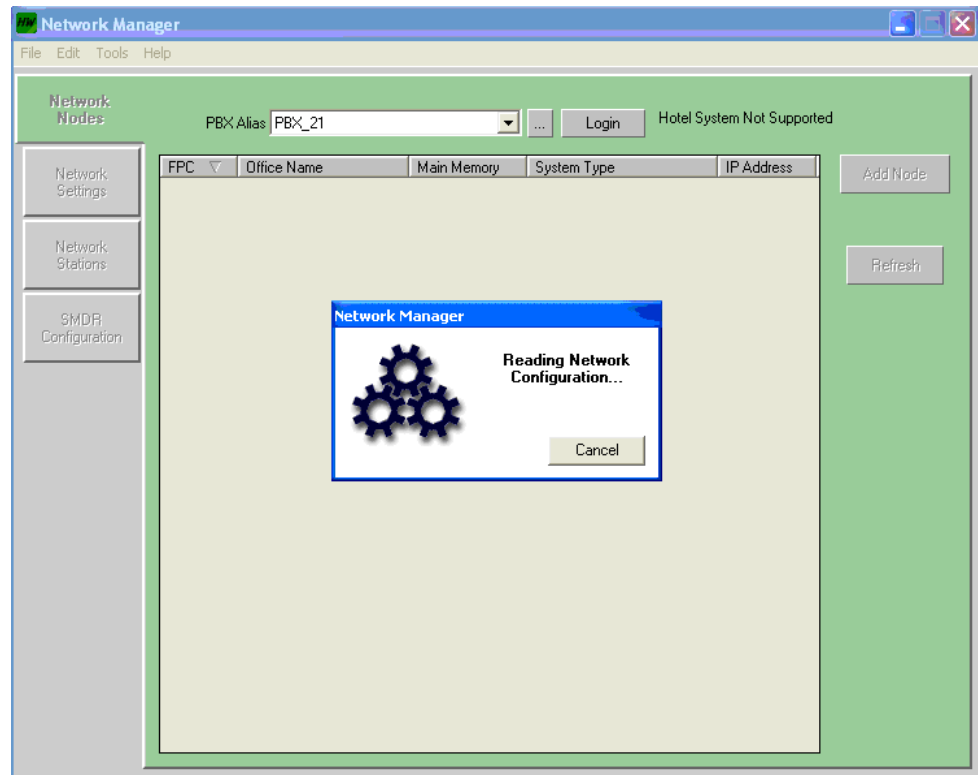 HW Network Manager
File Edit Tools Help
Network
Nodes
PBX Alias PBX_21 ... Login Hotel System Not Supported
FPC Office Name Main Memory System Type IP Address
Add Node
Network
Settings
Network
Stations
Refresh
SMDR
Configuration
Network Manager
Reading Network
Configuration...
Cancel